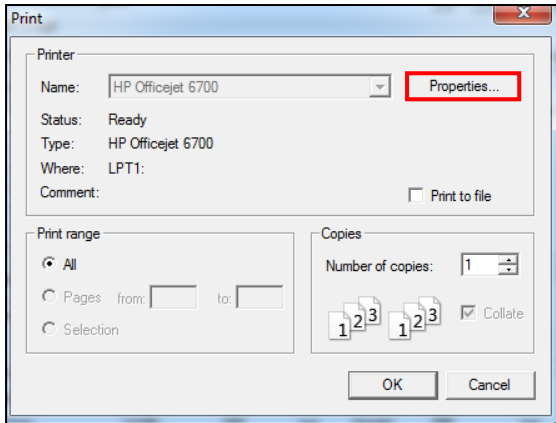 Print
Printer
Name: HP Officejet 6700 Properties...
Status: Ready
Type: HP Officejet 6700
Where: LPT1:
Comment: Print to file
Print range
All
Pages from: to:
Selection
Copies
Number of copies: 1
1 2 3 1 2 3 Collate
OK Cancel